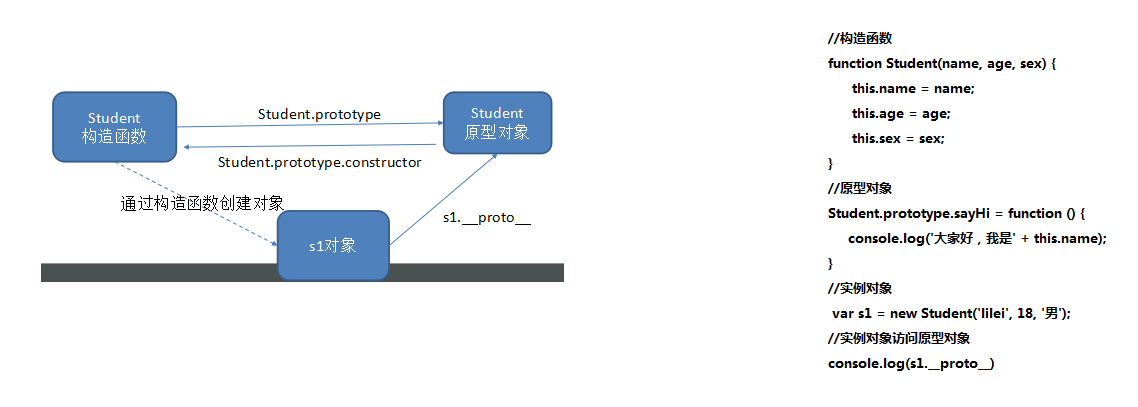 Student
构造函数
Student.prototype
Student
原型对象
Student.prototype.constructor
通过构造函数创建对象
s1.__proto__
s1对象
//构造函数
function Student(name, age, sex) {
this.name = name;
this.age = age;
this.sex = sex;
}
//原型对象
Student.prototype.sayHi = function () {
console.log('大家好 , 我是' + this.name);
}
//实例对象
var s1 = new Student('lilei', 18, '男');
//实例对象访问原型对象
console.log(s1.__proto__)